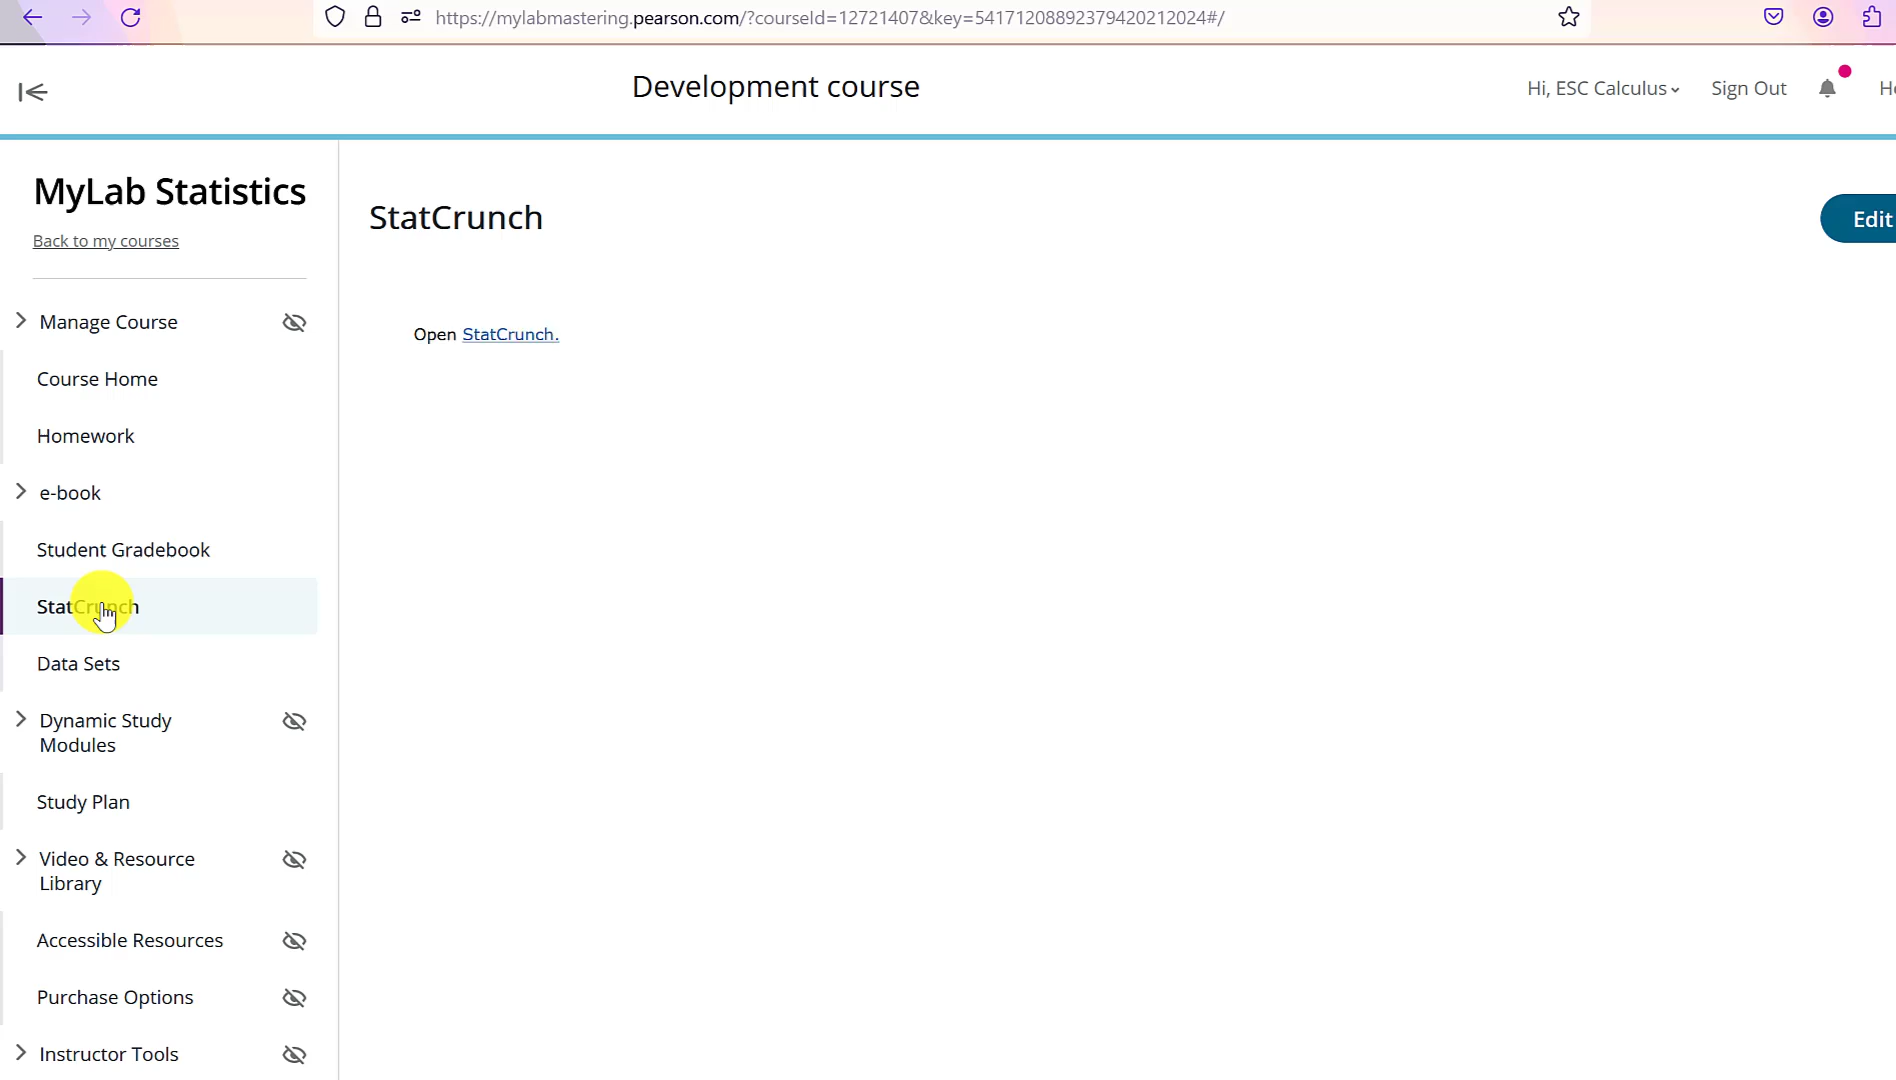 https://mylabmastering.pearson.com/?courseId=12721407&key=54171208892379420212024#/
Development course
Hi, ESC Calculus
Sign Out
MyLab Statistics
Back to my courses
StatCrunch
Edit
Manage Course
Open StatCrunch.
Course Home
Homework
e-book
Student Gradebook
StatCrunch
Data Sets
Dynamic Study
Modules
Study Plan
Video & Resource
Library
Accessible Resources
Purchase Options
Instructor Tools